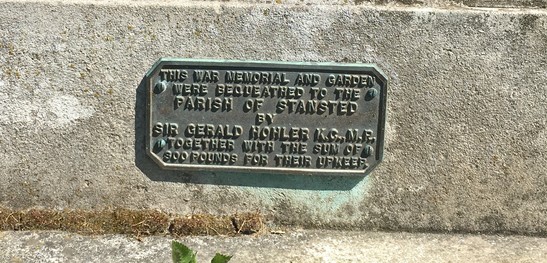 THIS WAR MEMORIAL AND GARDEN
WERE BEQUEATHED TO THE
PARISH OF STANSTED
BY
SIR GERALD HOHLER K.C., M.P.
TOGETHER WITH THE SUM OF
800 POUNDS FOR THEIR UPKEEP